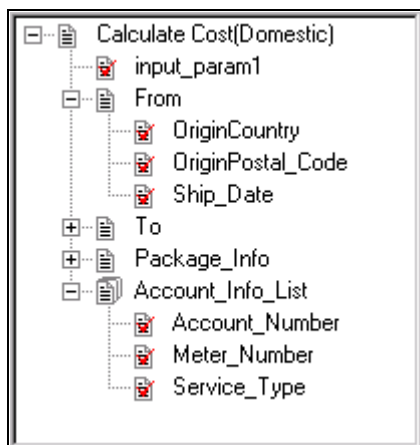 Calculate Cost(Domestic)
input_param1
From
OriginCountry
OriginPostal_Code
Ship_Date
To
Package_Info
Account_Info_List
Account_Number
Meter_Number
Service_Type